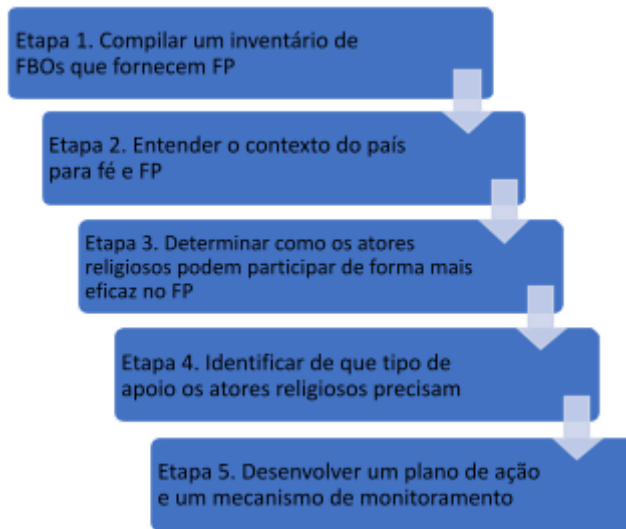 Etapa 1. Compilar um inventário de
FBOs que fornecem FP
Etapa 2. Entender o contexto do país
para fé e FP
Etapa 3. Determinar como os atores
religiosos podem participar de forma mais
eficaz no FP
Etapa 4. Identificar de que tipo de
apoio os atores religiosos precisam
Etapa 5. Desenvolver um plano de ação
e um mecanismo de monitoramento